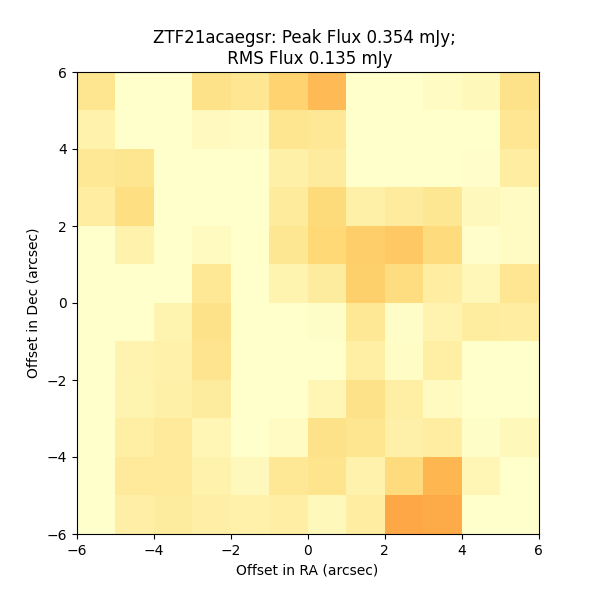 ZTF21acaegsr: Peak Flux 0.354 mJy;
RMS Flux 0.135 mJy
6
4
2
0
−2
−4
−6
Offset in Dec (arcsec)
−6 −4 −2 0 2 4 6
Offset in RA (arcsec)